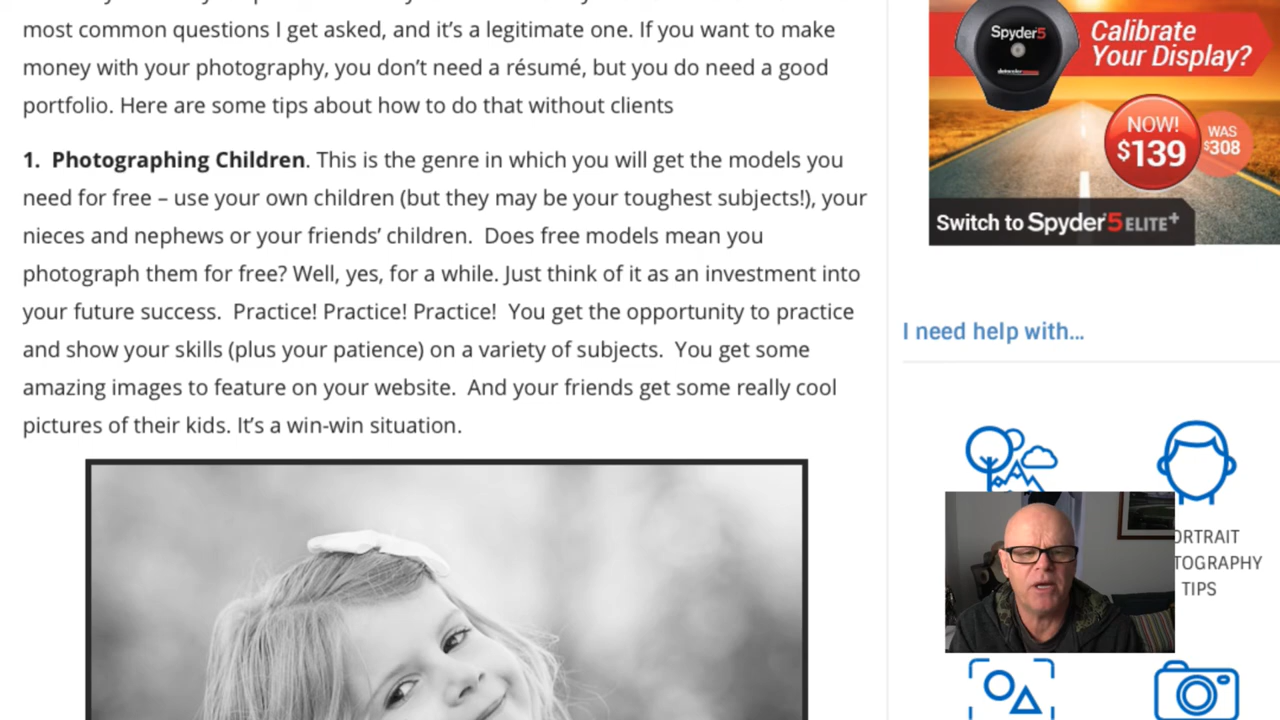 most common questions I get asked, and it's a legitimate one. If you want to make
money with your photography, you don't need a résumé, but you do need a good
portfolio. Here are some tips about how to do that without clients
1. Photographing Children. This is the genre in which you will get the models you
need for free – use your own children (but they may be your toughest subjects!), your
nieces and nephews or your friends' children. Does free models mean you
photograph them for free? Well, yes, for a while. Just think of it as an investment into
your future success. Practice! Practice! Practice! You get the opportunity to practice
and show your skills (plus your patience) on a variety of subjects. You get some
amazing images to feature on your website. And your friends get some really cool
pictures of their kids. It's a win-win situation.
Spyder5
datacolor
Calibrate
Your Display?
NOW!
$139
WAS
$308
Switch to Spyder5ELITE+
I need help with...
ORTRAIT
TOGRAPHY
TIPS